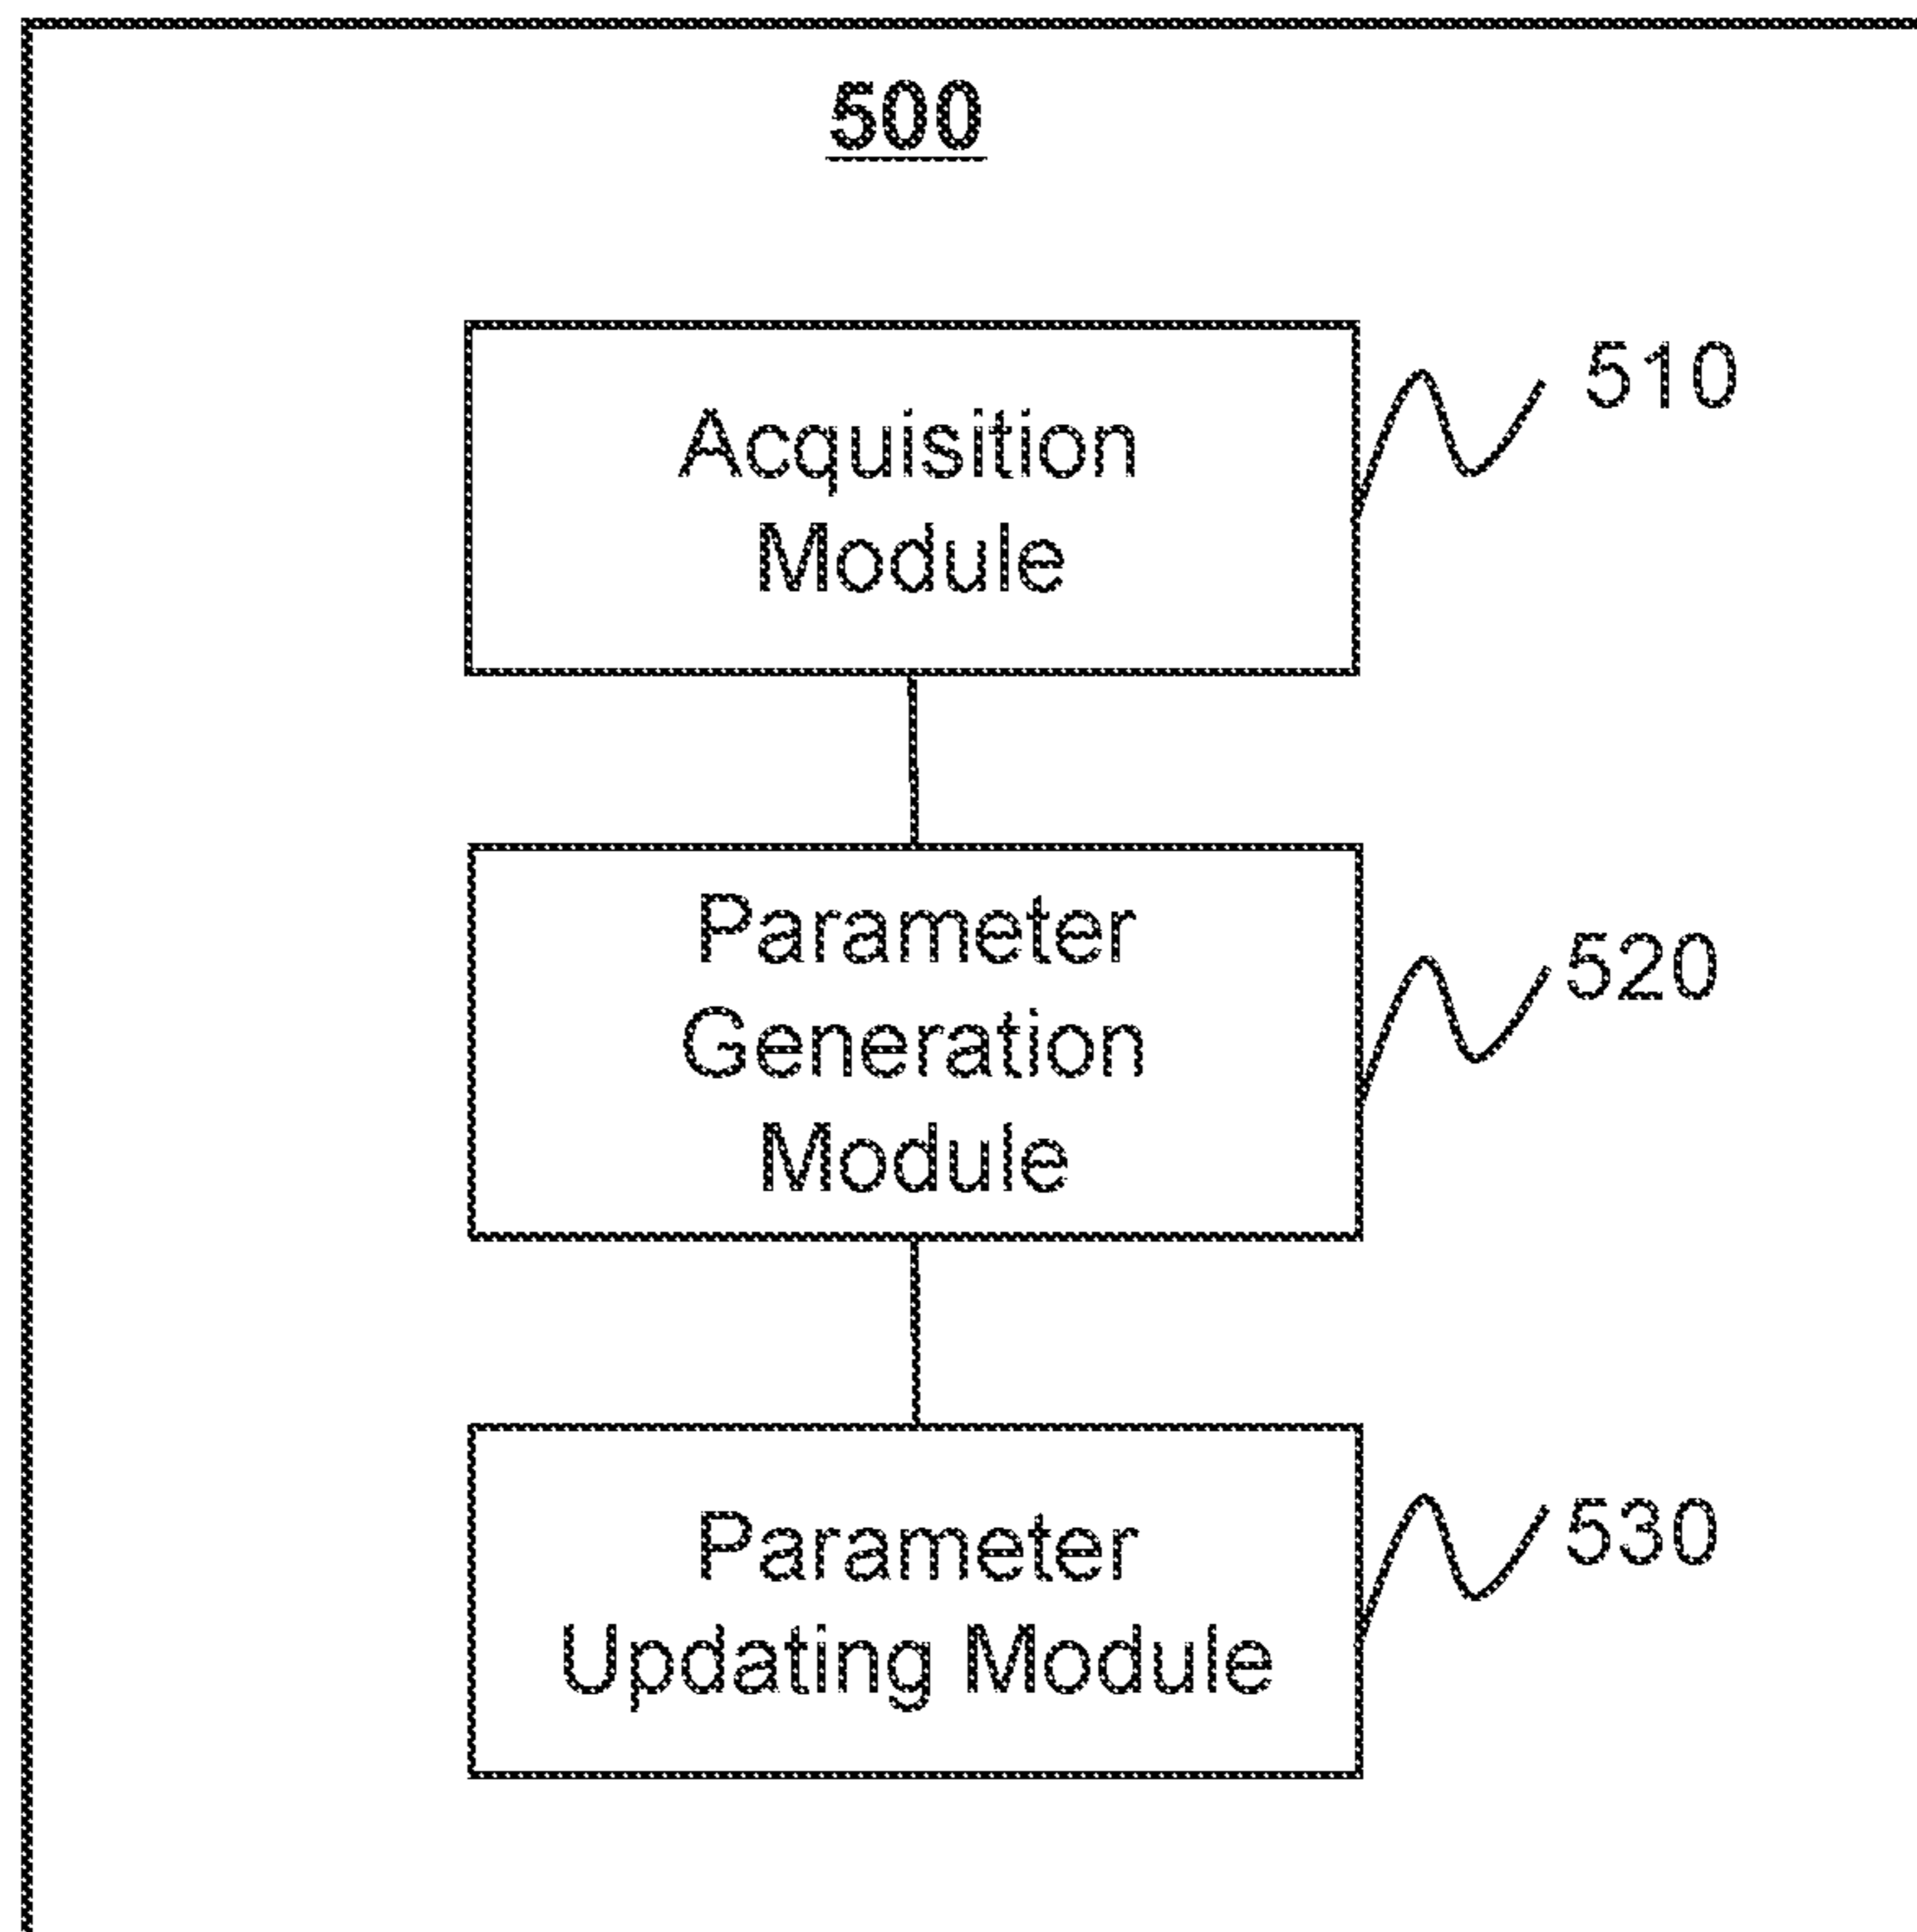 500
Acquisition
Module
510
Parameter
Generation
Module
520
Parameter
Updating Module
530